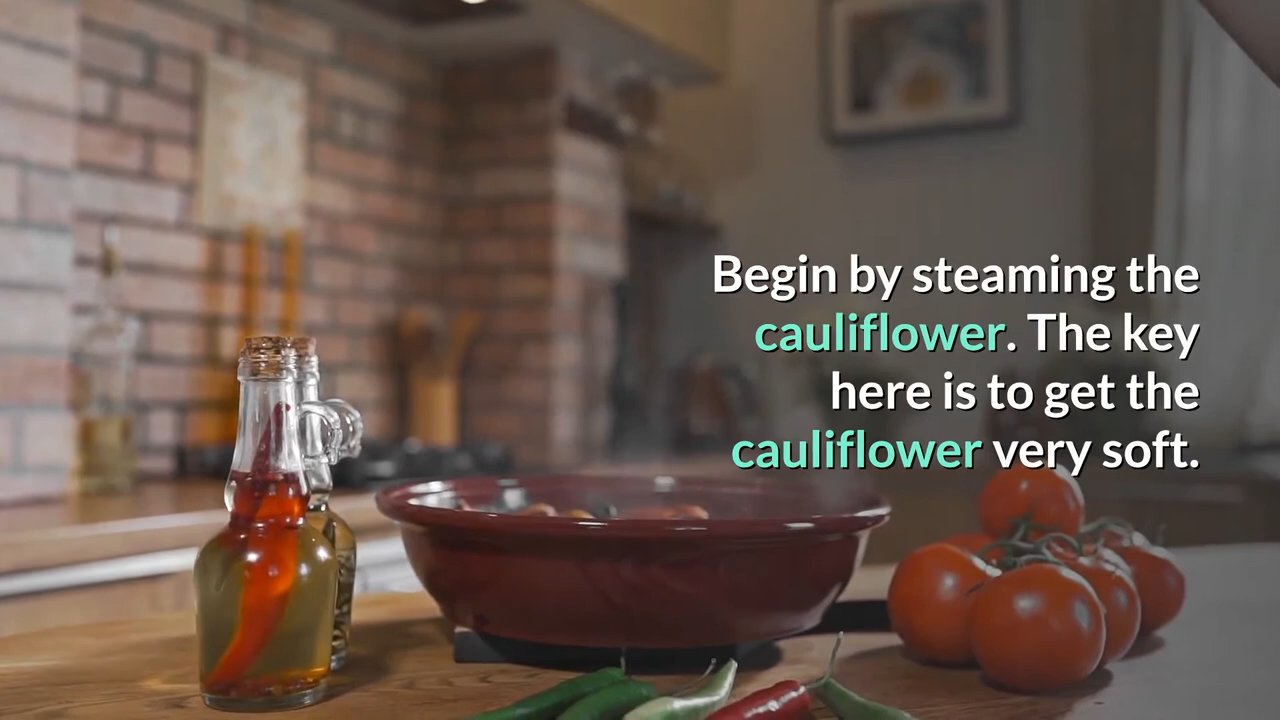 Begin by steaming the
cauliflower. The key
here is to get the
cauliflower very soft.